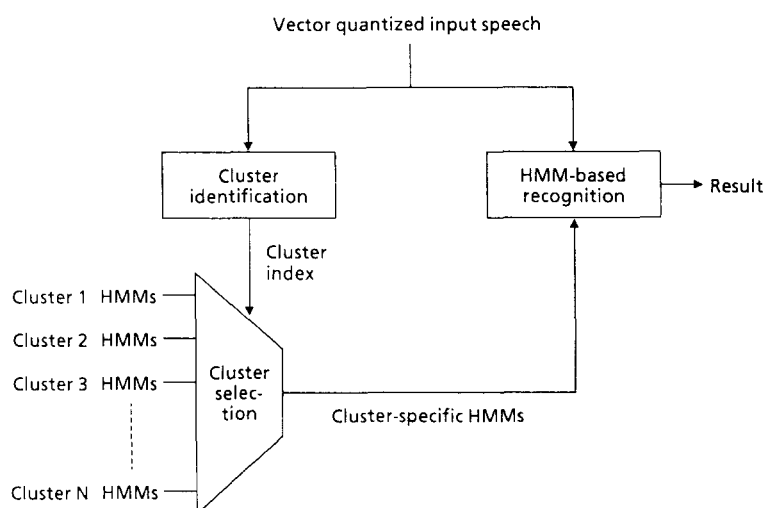 Vector quantized input speech
Cluster
identification
HMM-based
recognition
Result
Cluster
index
Cluster 1 HMMs
Cluster 2 HMMs
Cluster 3 HMMs
Cluster
selec-
tion
Cluster-specific HMMs
Cluster N HMMs